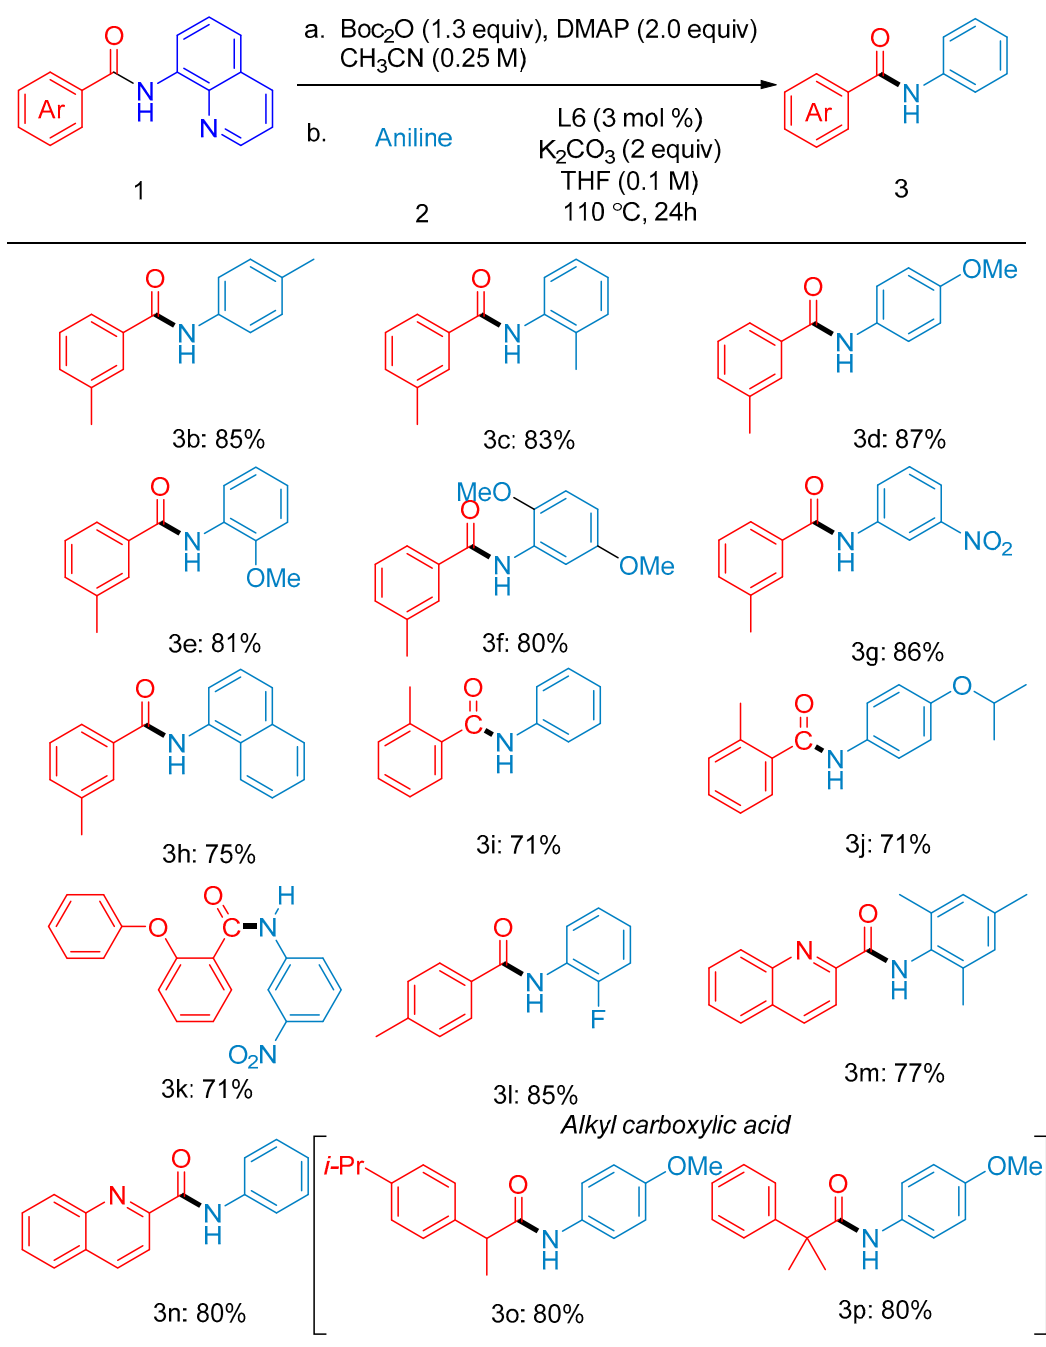 a. Boc2O (1.3 equiv), DMAP (2.0 equiv)
CH3CN (0.25 M)
O
N
H
N
Ar
1
b. Aniline
2
L6 (3 mol %)
K2CO3 (2 equiv)
THF (0.1 M)
110 °C, 24h
O
N
H
Ar
3
O
N
H
3b: 85%
O
N
H
3c: 83%
O
N
H
OMe
3d: 87%
O
N
H
OMe
3e: 81%
MeO
O
N
H
OMe
3f: 80%
O
N
H
NO2
3g: 86%
O
N
H
3h: 75%
O
C
N
H
3i: 71%
O
C
N
H
O
3j: 71%
O
O
C
N
H
O2N
3k: 71%
O
N
H
F
3l: 85%
N
O
N
H
3m: 77%
Alkyl carboxylic acid
N
O
N
H
3n: 80%
i-Pr
O
N
H
OMe
3o: 80%
O
N
H
OMe
3p: 80%